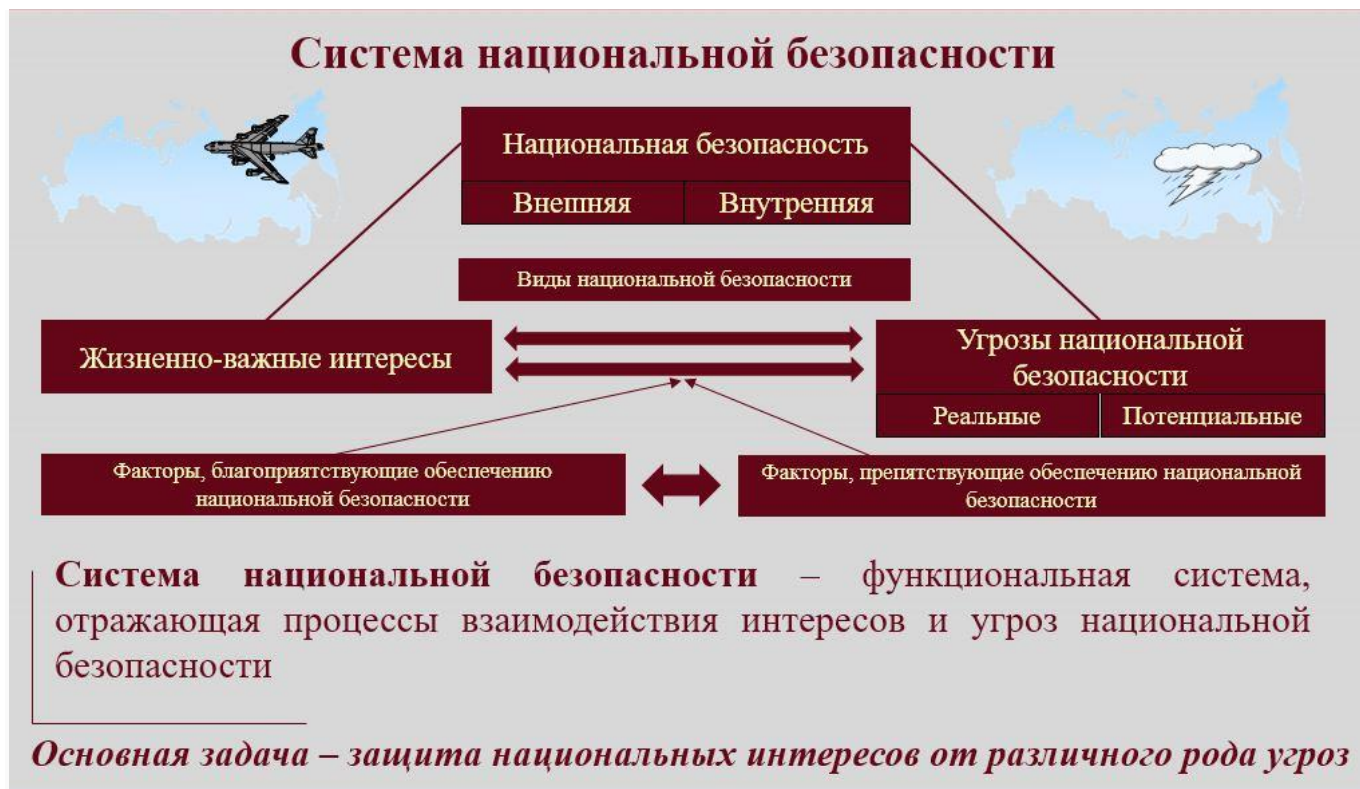 Система национальной безопасности
Национальная безопасность
Внешняя
Внутренняя
Виды национальной безопасности
Жизненно-важные интересы
Угрозы национальной
безопасности
Реальные
Потенциальные
Факторы, благоприятствующие обеспечению
национальной безопасности
Факторы, препятствующие обеспечению национальной
безопасности
Система национальной безопасности – функциональная система,
отражающая процессы взаимодействия интересов и угроз национальной
безопасности
Основная задача – защита национальных интересов от различного рода угроз